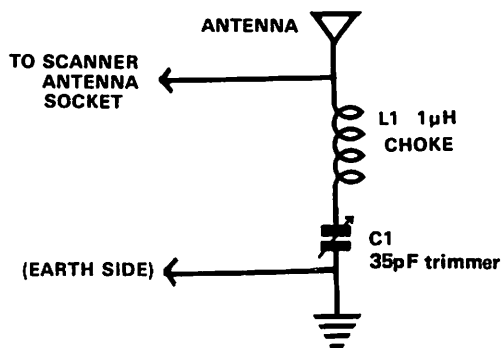 ANTENNA
TO SCANNER
ANTENNA
SOCKET
L1 1µH
CHOKE
C1
35pF trimmer
(EARTH SIDE)